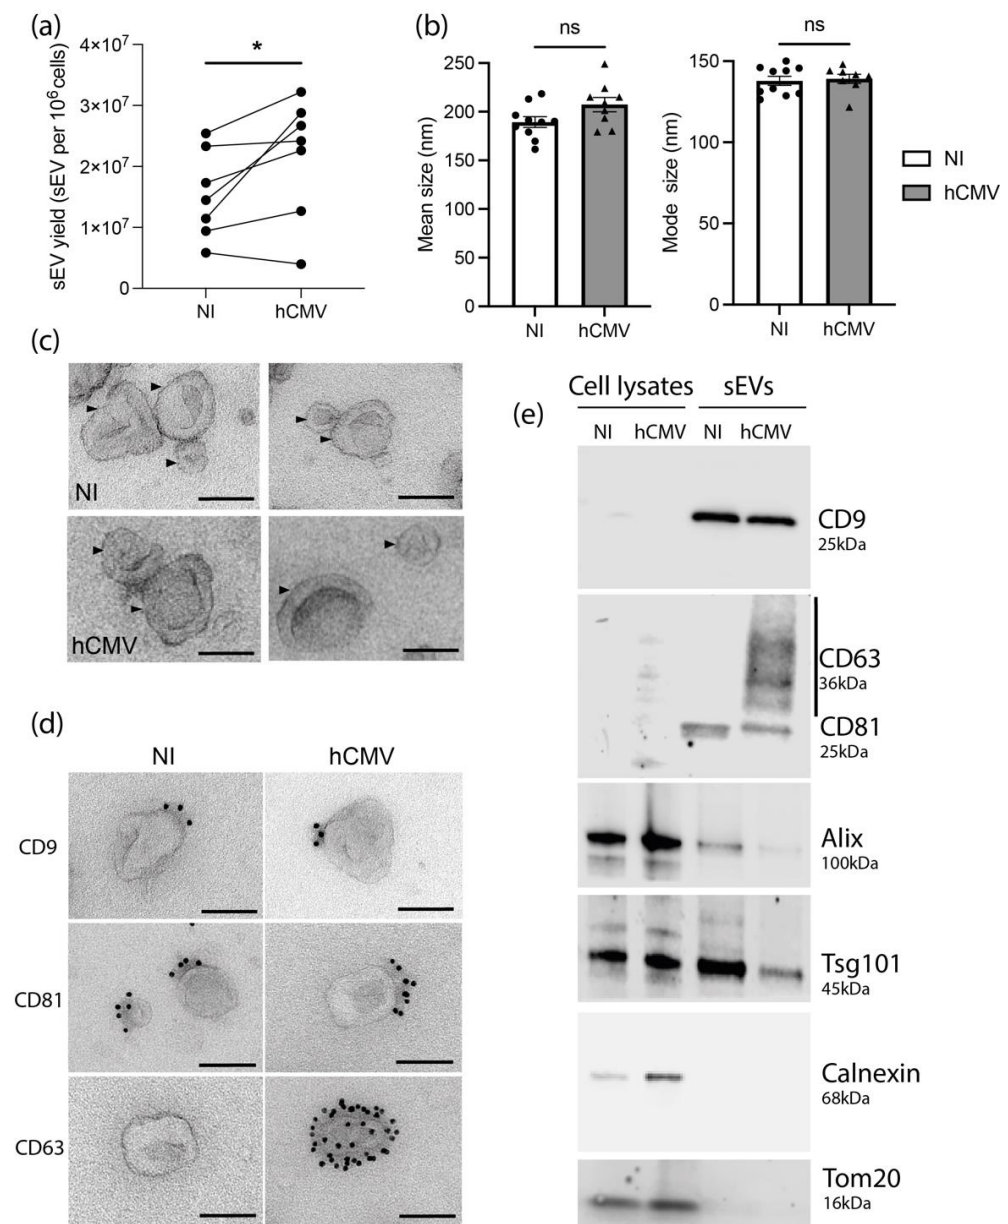 (a)
*
sEV yield (sEV per 10⁶cells)
4×10⁷
3×10⁷
2×10⁷
1×10⁷
0
NI hCMV
(b)
ns
Mean size (nm)
250
200
150
100
50
0
NI hCMV
ns
Mode size (nm)
150
100
50
0
NI hCMV
NI
hCMV
(c)
NI
hCMV
(d)
NI hCMV
CD9
CD81
CD63
(e)
Cell lysates sEVs
NI hCMV NI hCMV
CD9
25kDa
CD63
36kDa
CD81
25kDa
Alix
100kDa
Tsg101
45kDa
Calnexin
68kDa
Tom20
16kDa